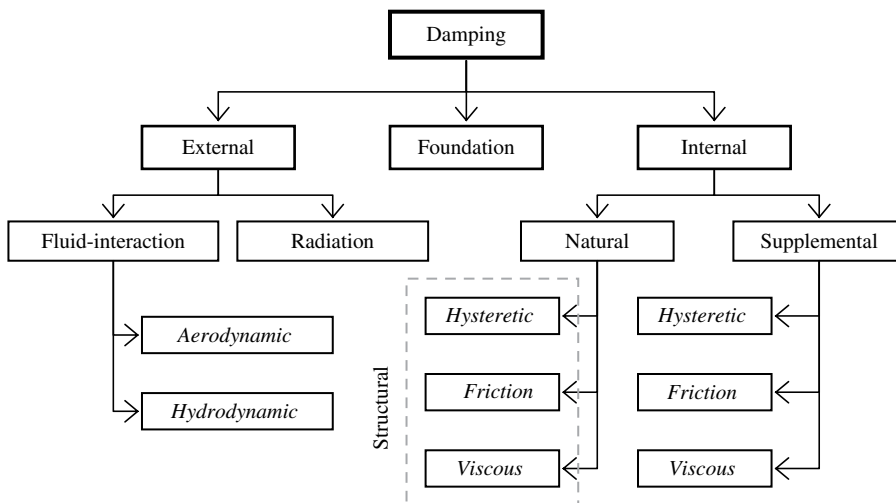 Damping
External
Foundation
Internal
Fluid-interaction
Radiation
Natural
Supplemental
Hysteretic
Hysteretic
Aerodynamic
Structural
Friction
Friction
Hydrodynamic
Viscous
Viscous